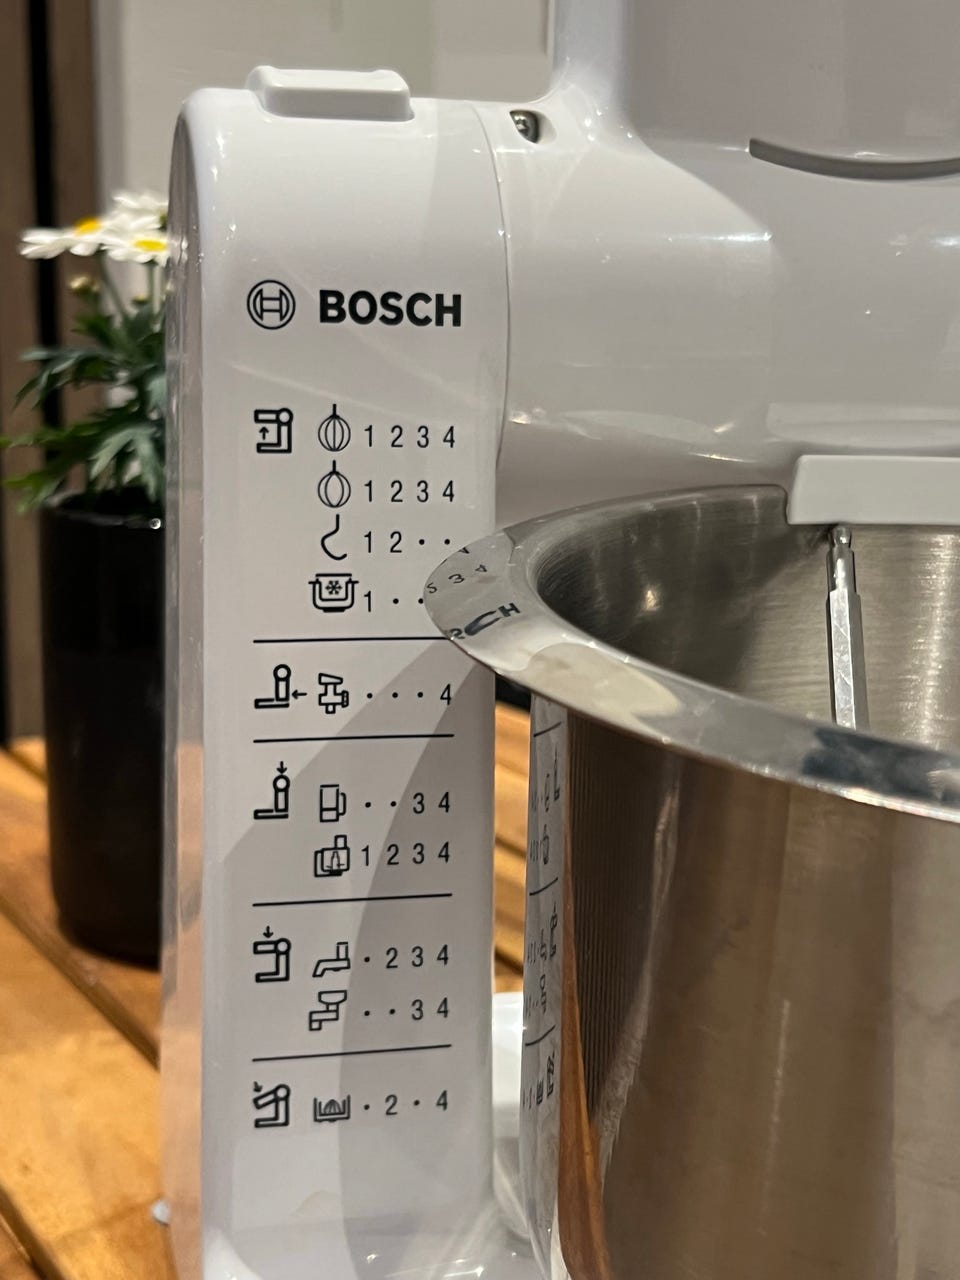 BOSCH
1 2 3 4
1 2 3 4
1 2 · ·
1 · ·
· · · 4
· · 3 4
1 2 3 4
· 2 3 4
· · 3 4
· 2 · 4